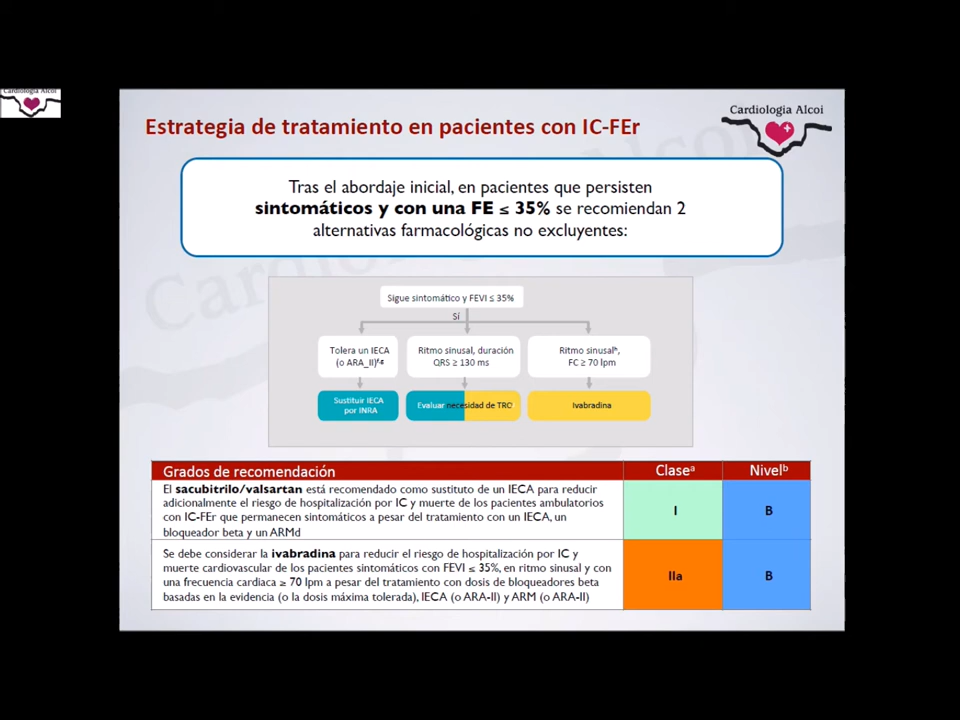 Cardiologia Alcoi
Cardiologia Alcoi
Estrategia de tratamiento en pacientes con IC-FEr
Tras el abordaje inicial, en pacientes que persisten
sintomáticos y con una FE ≤ 35% se recomiendan 2
alternativas farmacológicas no excluyentes:
Sigue sintomático y FEVI ≤ 35%
Sí
Tolera un IECA
(o ARA_II)f,g
Ritmo sinusal, duración
QRS ≥ 130 ms
Ritmo sinusalh,
FC ≥ 70 lpm
Sustituir IECA
por INRA
Evaluar necesidad de TRCi
Ivabradina
Grados de recomendación
Claseª
Nivelᵇ
El sacubitrilo/valsartan está recomendado como sustituto de un IECA para reducir
adicionalmente el riesgo de hospitalización por IC y muerte de los pacientes ambulatorios
con IC-FEr que permanecen sintomáticos a pesar del tratamiento con un IECA, un
bloqueador beta y un ARMd
I
B
Se debe considerar la ivabradina para reducir el riesgo de hospitalización por IC y
muerte cardiovascular de los pacientes sintomáticos con FEVI ≤ 35%, en ritmo sinusal y con
una frecuencia cardiaca ≥ 70 lpm a pesar del tratamiento con dosis de bloqueadores beta
basadas en la evidencia (o la dosis máxima tolerada), IECA (o ARA-II) y ARM (o ARA-II)
IIa
B